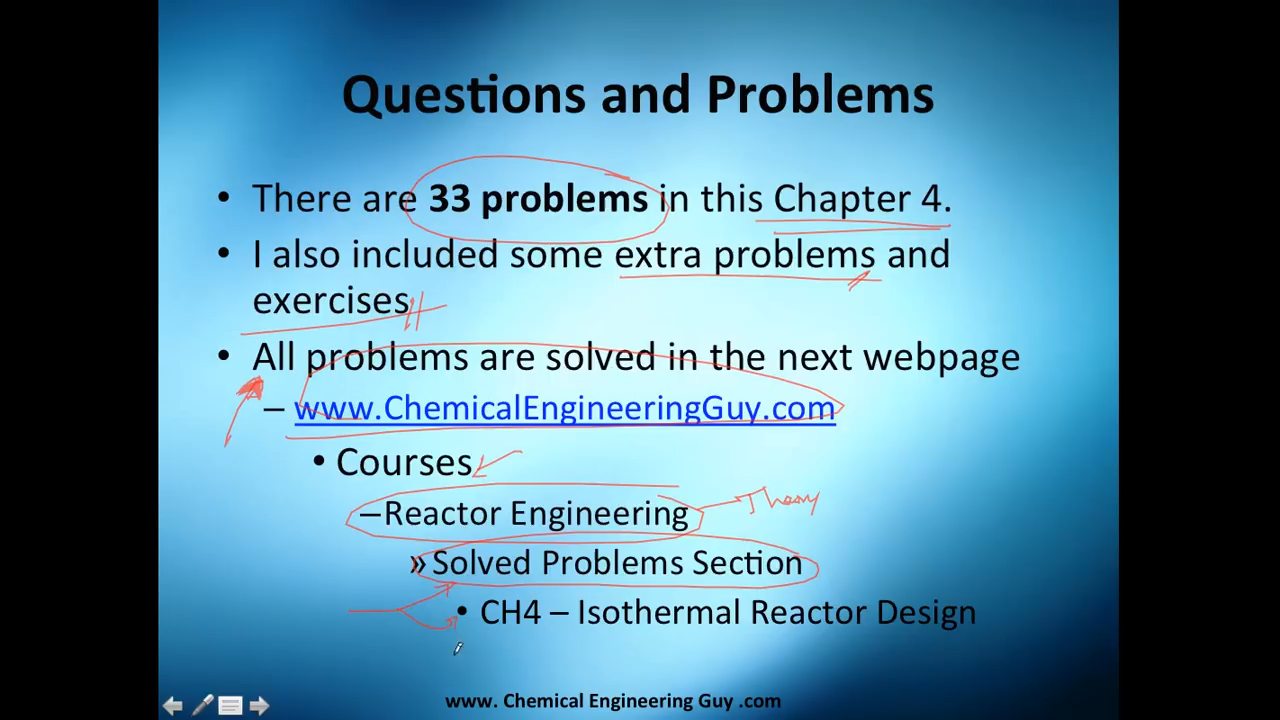 Questions and Problems
• There are 33 problems in this Chapter 4.
• I also included some extra problems and
exercises
• All problems are solved in the next webpage
– www.ChemicalEngineeringGuy.com
• Courses
–Reactor Engineering
Theory
» Solved Problems Section
• CH4 – Isothermal Reactor Design
www. Chemical Engineering Guy .com